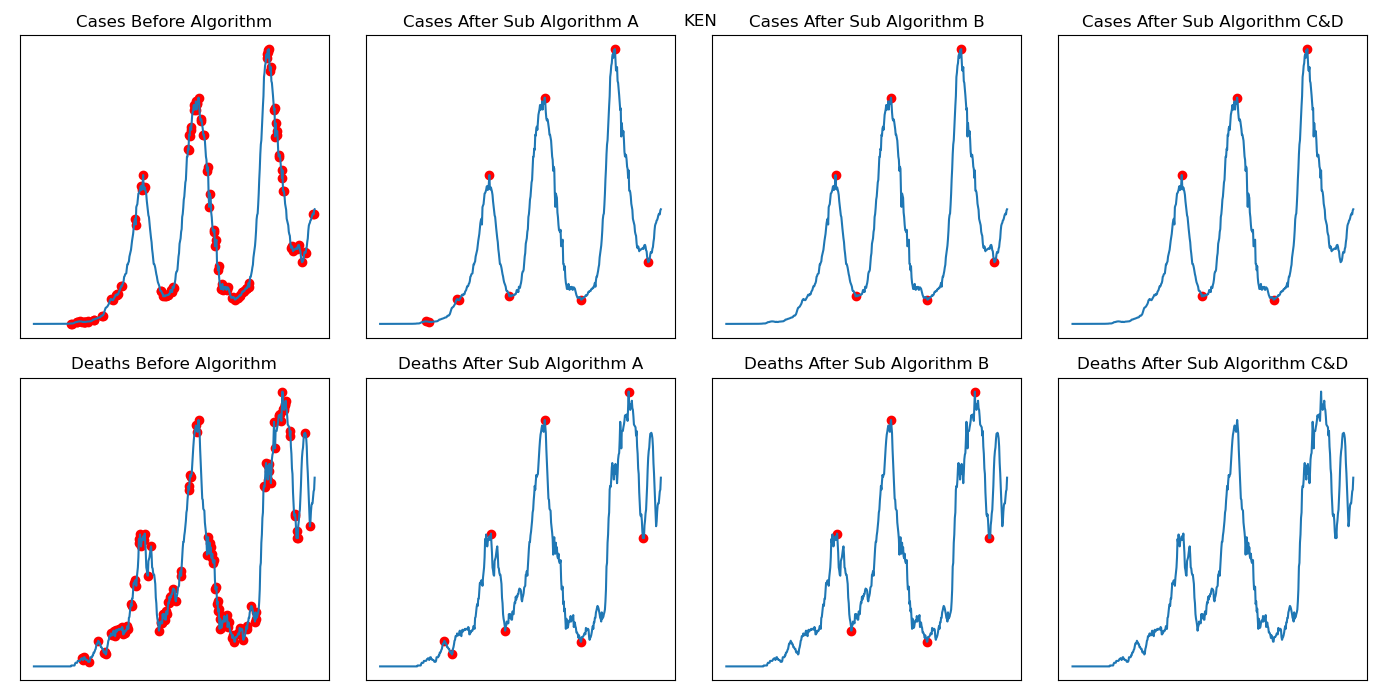 KEN
Cases Before Algorithm
Cases After Sub Algorithm A
Cases After Sub Algorithm B
Cases After Sub Algorithm C&D
Deaths Before Algorithm
Deaths After Sub Algorithm A
Deaths After Sub Algorithm B
Deaths After Sub Algorithm C&D